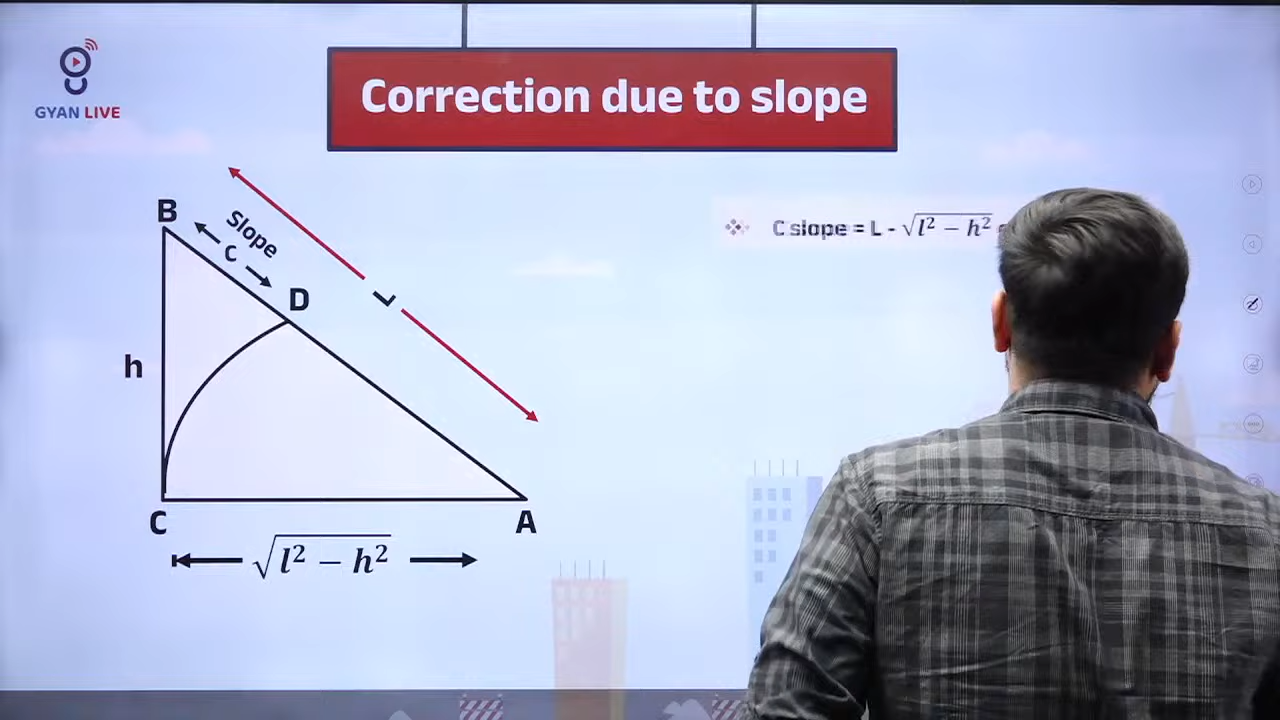 GYAN LIVE
Correction due to slope
B
Slope
C
D
L
h
C
A
√l² − h²
C slope = L - √l² − h²